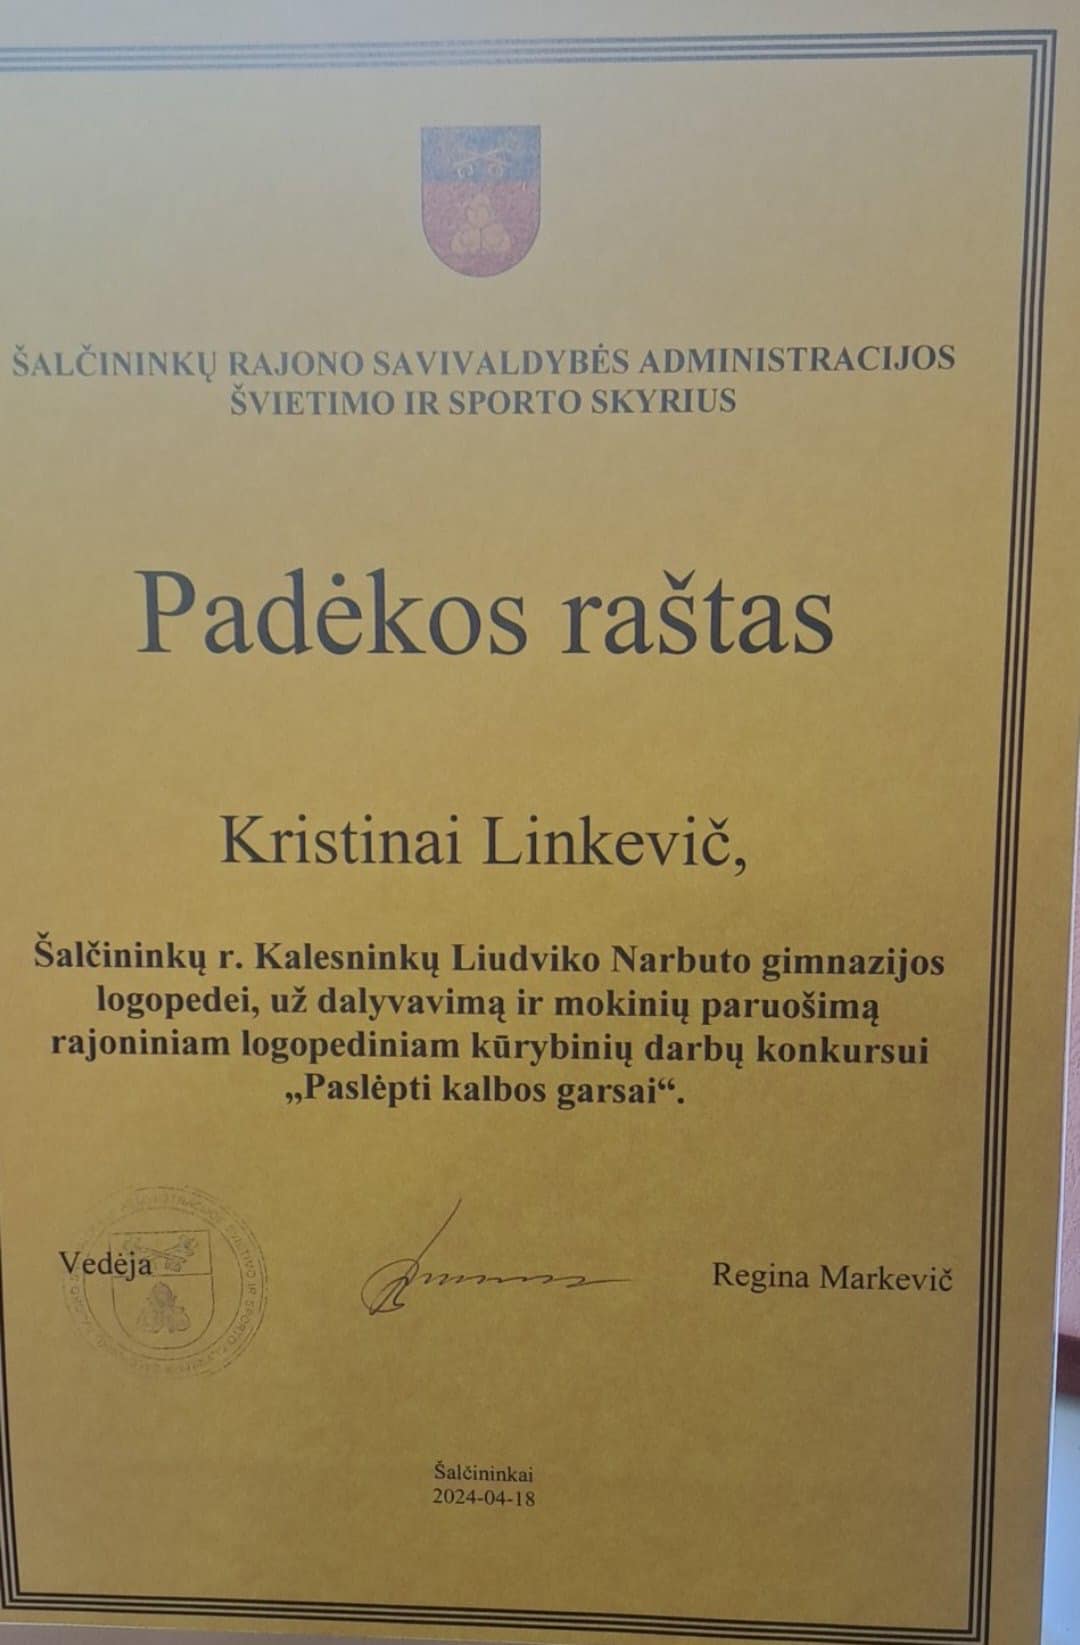 ŠALČININKŲ RAJONO SAVIVALDYBĖS ADMINISTRACIJOS
ŠVIETIMO IR SPORTO SKYRIUS
Padėkos raštas
Kristinai Linkevič,
Šalčininkų r. Kalesninkų Liudviko Narbuto gimnazijos
logopedei, už dalyvavimą ir mokinių paruošimą
rajoniniam logopediniam kūrybinių darbų konkursui
„Paslėpti kalbos garsai“.
Vedėja
Regina Markevič
Šalčininkai
2024-04-18